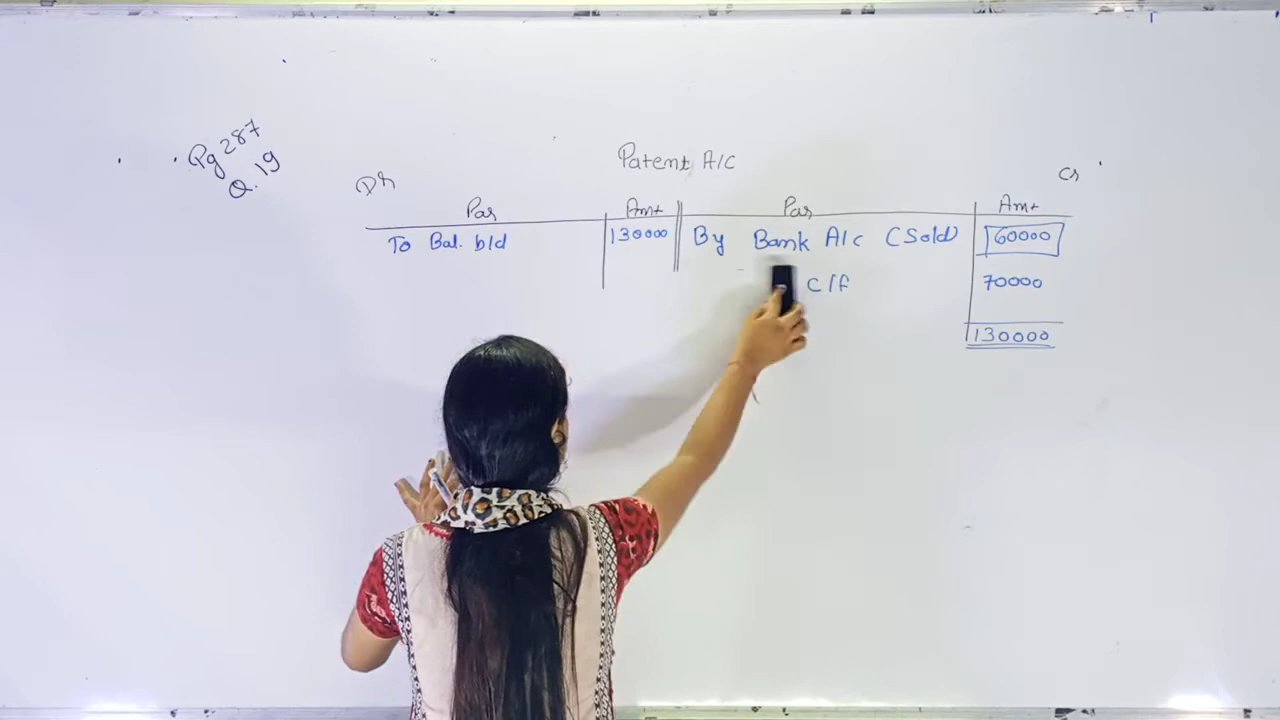 Pg 287
Q. 19
Patent A/C
Dr
Cr
Par Amt Par Amt
To Bal. b/d 130000 By Bank A/c (Sold) 60000
c/f 70000
130000